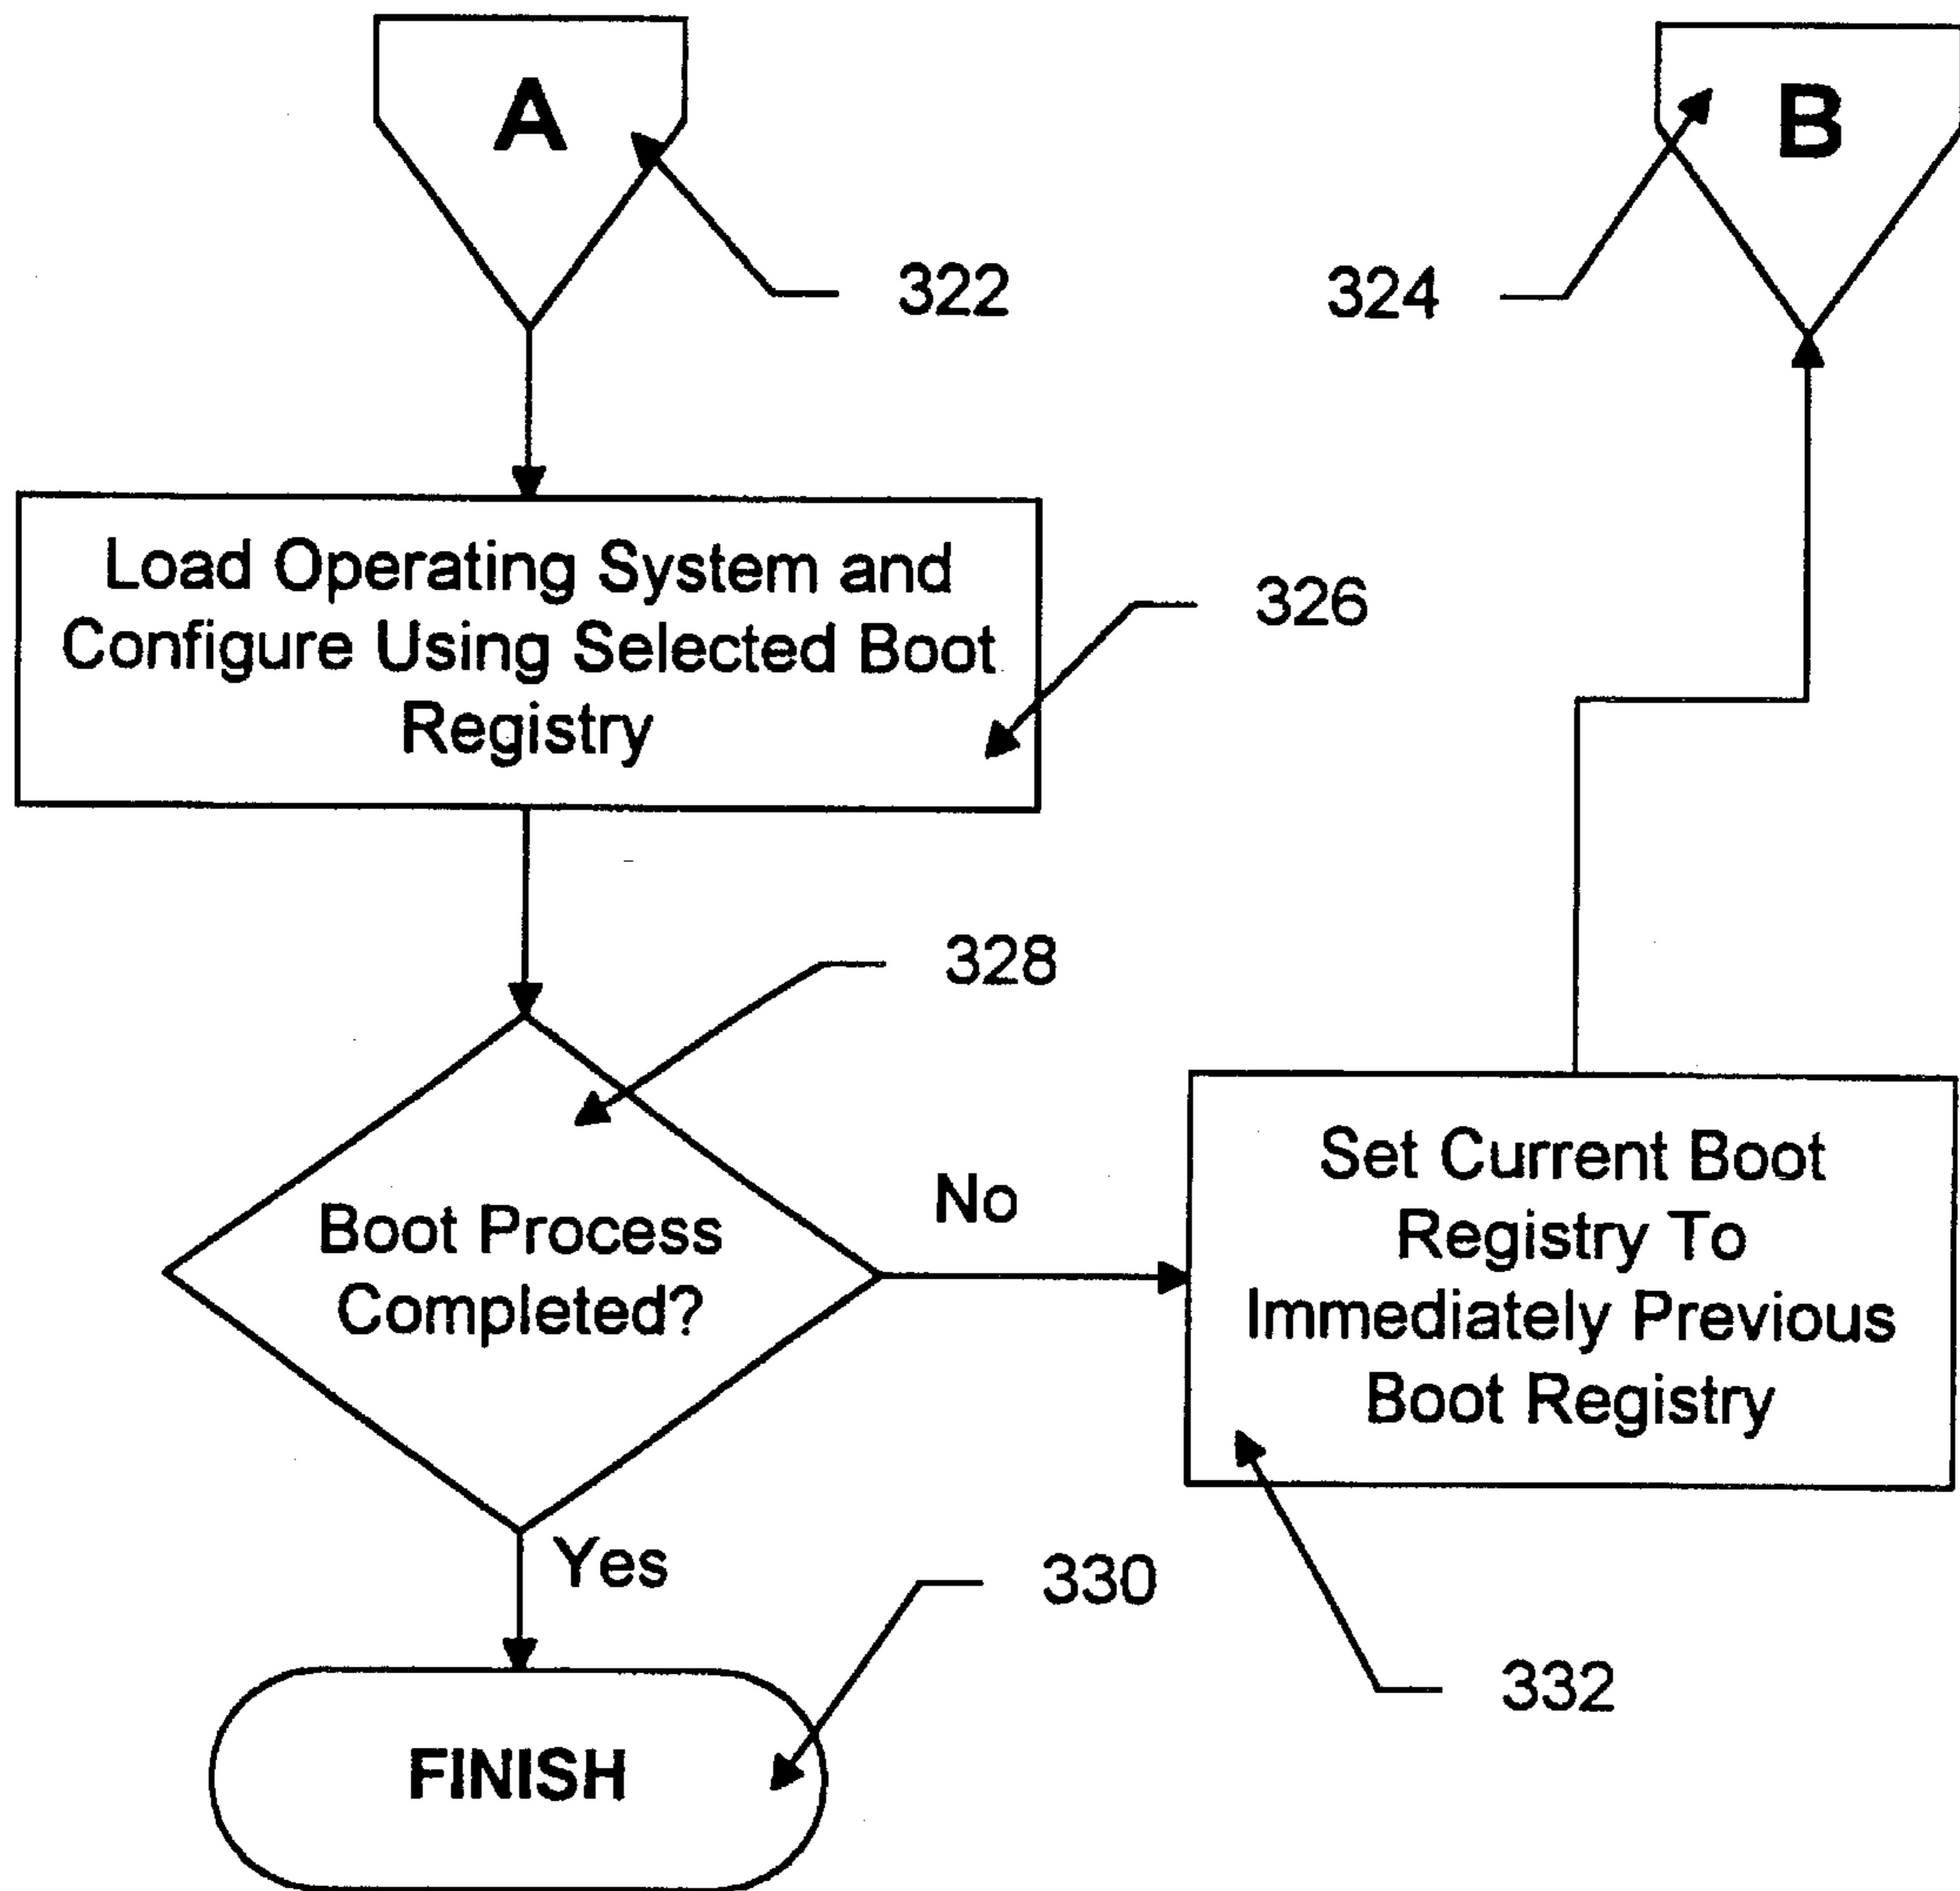 A
B
322
324
Load Operating System and
Configure Using Selected Boot
Registry
326
328
Boot Process
Completed?
No
Set Current Boot
Registry To
Immediately Previous
Boot Registry
Yes
330
332
FINISH